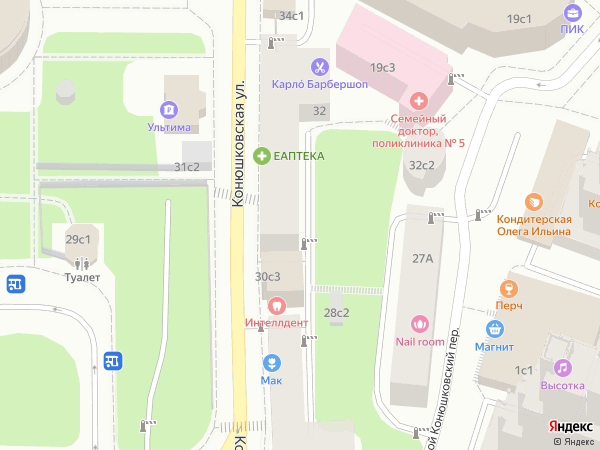 34с1
19с1
ПИК
19с3
Карло́ Барбершоп
32
Ультима
Семейный
доктор,
поликлиника № 5
Конюшковская ул.
ЕАПТЕКА
31с2
32с2
Кондитерская
Олега Ильина
29с1
Туалет
27А
30с3
Перч
28с2
Интеллдент
Nail room
Магнит
1с1
Высотка
Мак
ой Конюшковский пер.
Яндекс
© Яндекс